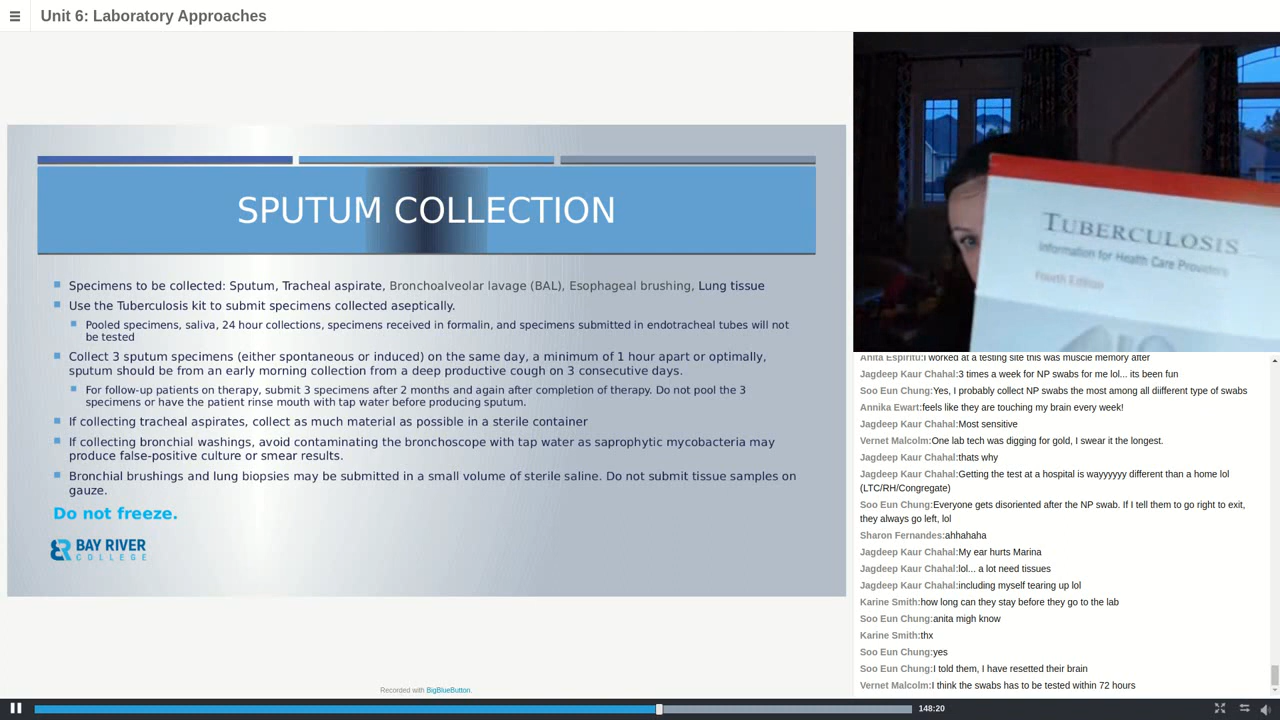 Unit 6: Laboratory Approaches
SPUTUM COLLECTION
Specimens to be collected: Sputum, Tracheal aspirate, Bronchoalveolar lavage (BAL), Esophageal brushing, Lung tissue
Use the Tuberculosis kit to submit specimens collected aseptically.
Pooled specimens, saliva, 24 hour collections, specimens received in formalin, and specimens submitted in endotracheal tubes will not
be tested
Collect 3 sputum specimens (either spontaneous or induced) on the same day, a minimum of 1 hour apart or optimally,
sputum should be from an early morning collection from a deep productive cough on 3 consecutive days.
For follow-up patients on therapy, submit 3 specimens after 2 months and again after completion of therapy. Do not pool the 3
specimens or have the patient rinse mouth with tap water before producing sputum.
If collecting tracheal aspirates, collect as much material as possible in a sterile container
If collecting bronchial washings, avoid contaminating the bronchoscope with tap water as saprophytic mycobacteria may
produce false-positive culture or smear results.
Bronchial brushings and lung biopsies may be submitted in a small volume of sterile saline. Do not submit tissue samples on
gauze.
Do not freeze.
BAY RIVER
COLLEGE
Recorded with BigBlueButton.
TUBERCULOSIS
Information for Health Care Providers
Fourth Edition
Anita Espiritu:I worked at a testing site this was muscle memory after
Jagdeep Kaur Chahal:3 times a week for NP swabs for me lol... its been fun
Soo Eun Chung:Yes, I probably collect NP swabs the most among all diifferent type of swabs
Annika Ewart:feels like they are touching my brain every week!
Jagdeep Kaur Chahal:Most sensitive
Vernet Malcolm:One lab tech was digging for gold, I swear it the longest.
Jagdeep Kaur Chahal:thats why
Jagdeep Kaur Chahal:Getting the test at a hospital is wayyyyyy different than a home lol
(LTC/RH/Congregate)
Soo Eun Chung:Everyone gets disoriented after the NP swab. If I tell them to go right to exit,
they always go left, lol
Sharon Fernandes:ahhahaha
Jagdeep Kaur Chahal:My ear hurts Marina
Jagdeep Kaur Chahal:lol... a lot need tissues
Jagdeep Kaur Chahal:including myself tearing up lol
Karine Smith:how long can they stay before they go to the lab
Soo Eun Chung:anita migh know
Karine Smith:thx
Soo Eun Chung:yes
Soo Eun Chung:I told them, I have resetted their brain
Vernet Malcolm:I think the swabs has to be tested within 72 hours
148:20